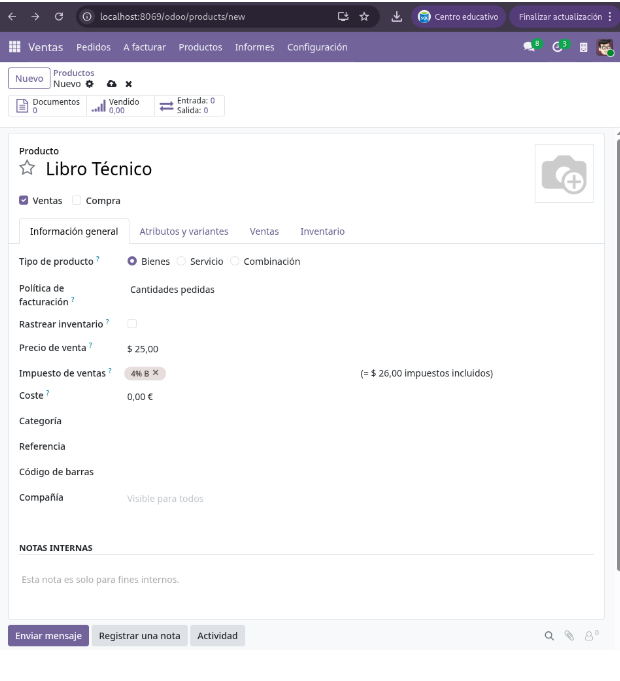 localhost:8069/odoo/products/new
Centro educativo
Finalizar actualización
Ventas Pedidos A facturar Productos Informes Configuración 8 3
Nuevo
Productos
Nuevo
Documentos
0
Vendido
0,00
Entrada: 0
Salida: 0
Producto
Libro Técnico
Ventas Compra
Información general Atributos y variantes Ventas Inventario
Tipo de producto ? Bienes Servicio Combinación
Política de
facturación ?
Cantidades pedidas
Rastrear inventario ?
Precio de venta ? $ 25,00
Impuesto de ventas ? 4% B (= $ 26,00 impuestos incluidos)
Coste ? 0,00 €
Categoría
Referencia
Código de barras
Compañía Visible para todos
NOTAS INTERNAS
Esta nota es solo para fines internos.
Enviar mensaje Registrar una nota Actividad 0